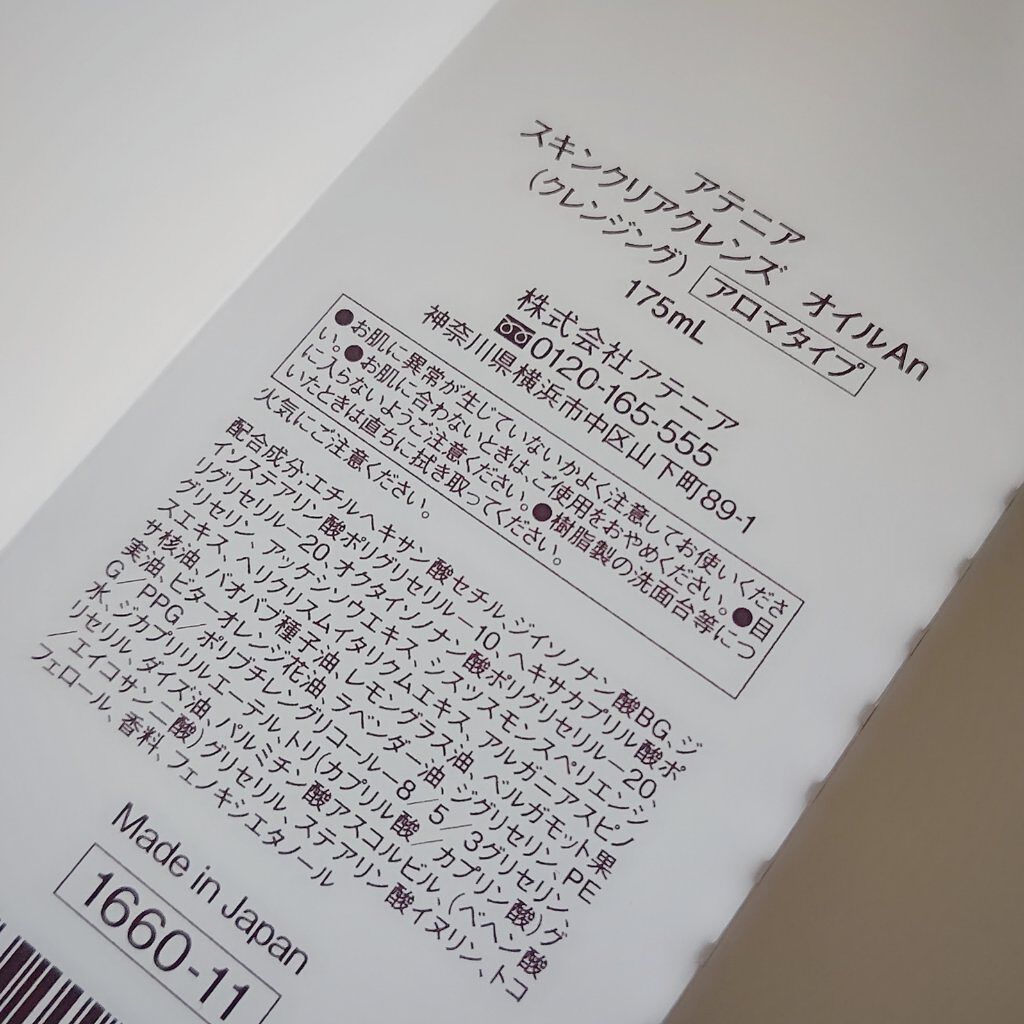 アテニア
スキンクリアクレンズ オイルAn
(クレンジング) アロマタイプ
175mL
株式会社アテニア
0120-165-555
神奈川県横浜市中区山下町89-1
●お肌に異常が生じていないかよく注意してお使いくださ
い。●お肌に合わないときは、ご使用をおやめください。●目
に入らないようご注意ください。●樹脂製の洗面台等につ
いたときは直ちに拭き取ってください。
火気にご注意ください。
配合成分:エチルヘキサン酸セチル、ジイソノナン酸BG、ジ
イソステアリン酸ポリグリセリル-10、ヘキサカプリル酸ポ
リグリセリル-20、オクタイソノナン酸ポリグリセリル-20、
グリセリン、アッケシソウエキス、シスツスモンスペリエンシ
スエキス、ヘリクリスムイタリクムエキス、アルガニアスピノ
サ核油、バオバブ種子油、レモングラス油、ベルガモット果
実油、ビターオレンジ花油、ラベンダー油、ジグリセリン、PE
G/PPG/ポリブチレングリコール-8/5/3グリセリン、
水、ジカプリリルエーテル、トリ(カプリル酸/カプリン酸)グ
リセリル、ダイズ油、パルミチン酸アスコルビル、(ベヘン酸
/エイコサン二酸)グリセリル、ステアリン酸イヌリン、トコ
フェロール、香料、フェノキシエタノール
Made in Japan
1660-11